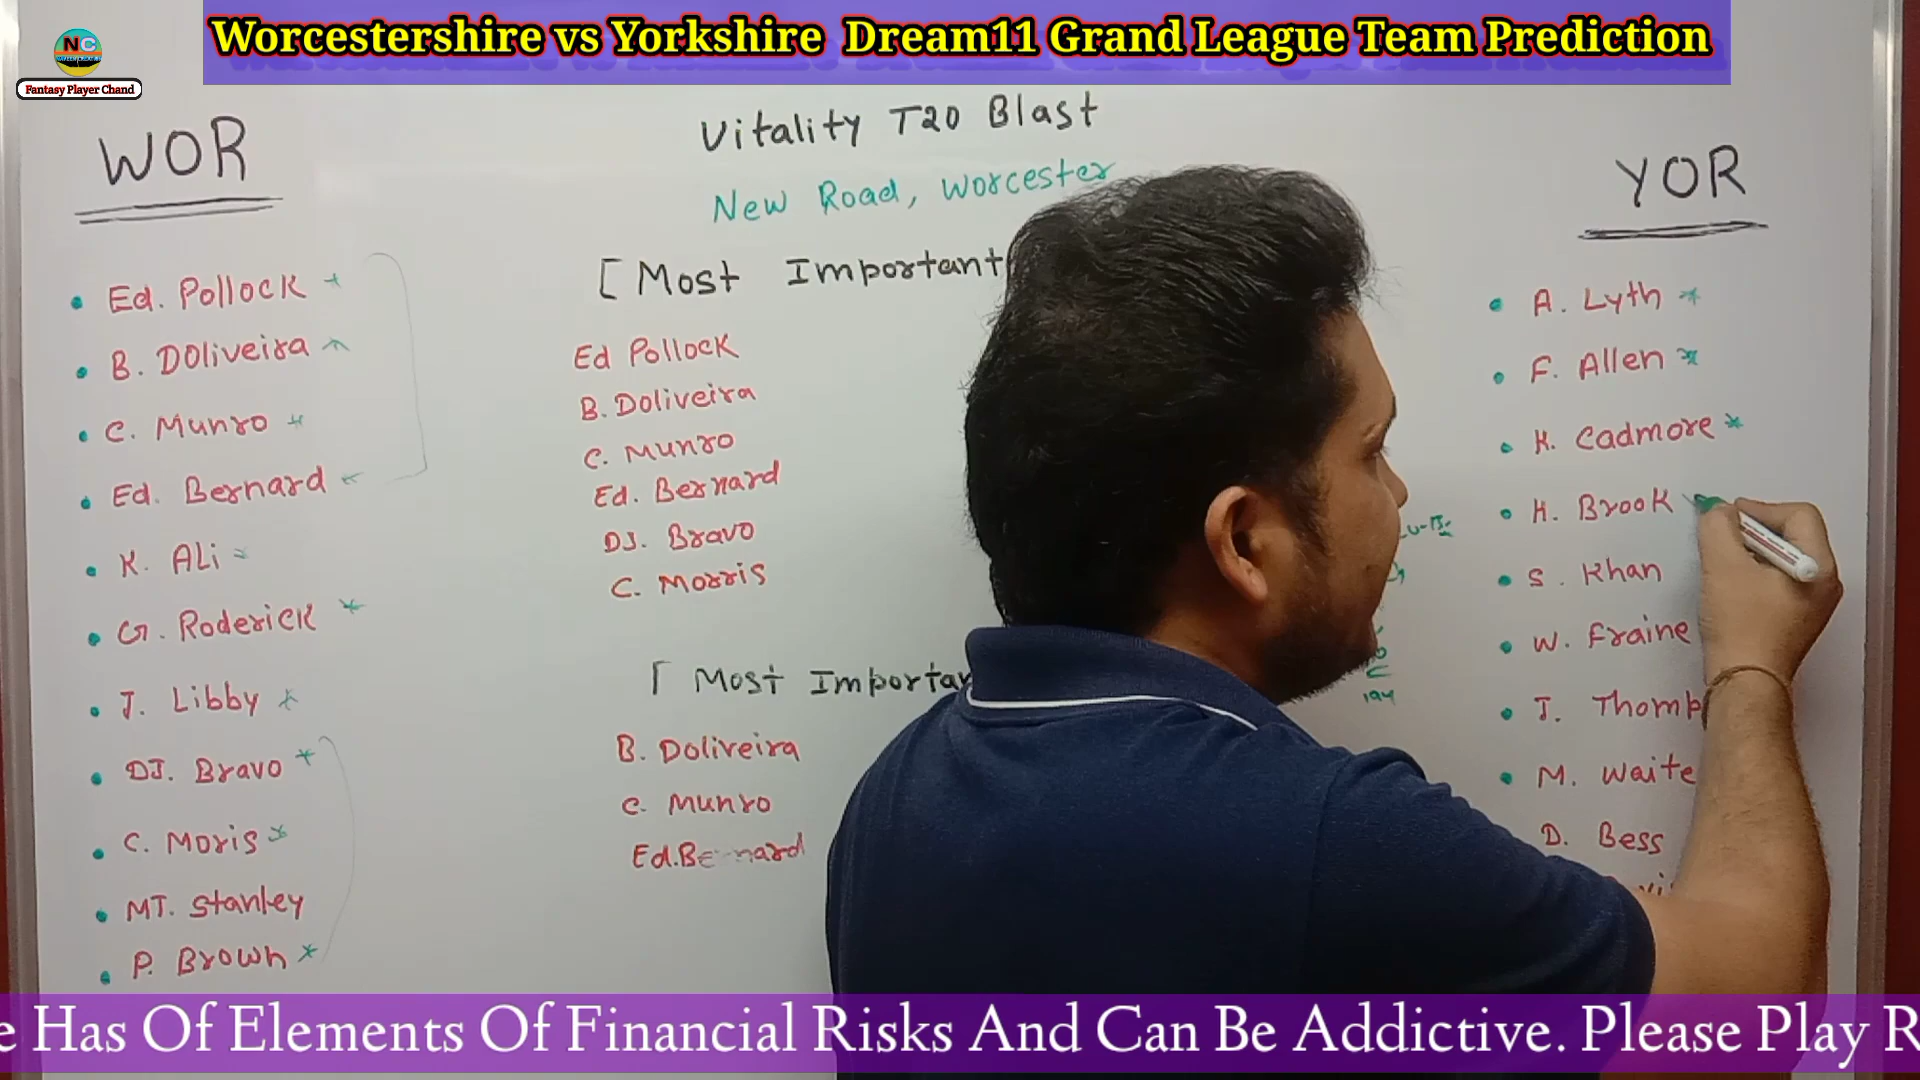 Worcestershire vs Yorkshire Dream11 Grand League Team Prediction
NC
Fantasy Player Chand
Vitality T20 Blast
New Road, Worcester
WOR
Ed. Pollock
B. DOliveira
C. Munro
Ed. Bernard
K. Ali
G. Roderick
J. Libby
DJ. Bravo
C. Moris
MT. Stanley
P. Brown
[ Most Important
Ed Pollock
B. Doliveira
C. Munro
Ed. Bernard
DJ. Bravo
C. Morris
[ Most Importa
B. Doliveira
C. Munro
Ed. Bernard
YOR
A. Lyth
F. Allen
K. Cadmore
H. Brook
S. Khan
W. Fraine
J. Thomp
M. Waite
D. Bess
e Has Of Elements Of Financial Risks And Can Be Addictive. Please Play R